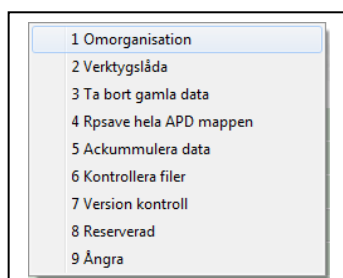 1 Omorganisation
2 Verktygslåda
3 Ta bort gamla data
4 Rpsave hela APD mappen
5 Ackummulera data
6 Kontrollera filer
7 Version kontroll
8 Reserverad
9 Ångra